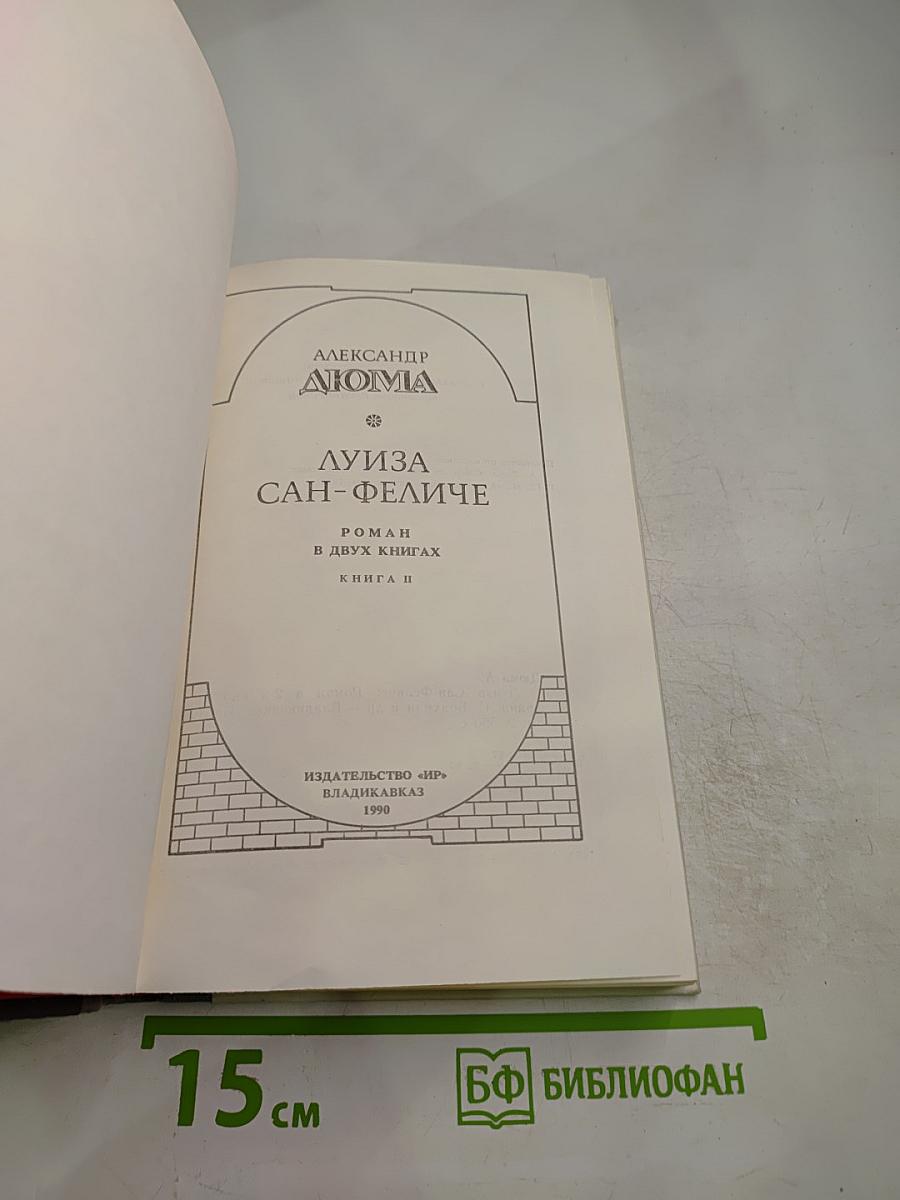 АЛЕКСАНДР
ДЮМА
ЛУИЗА
САН-ФЕЛИЧЕ
РОМАН
В ДВУХ КНИГАХ
КНИГА II
ИЗДАТЕЛЬСТВО «ИР»
ВЛАДИКАВКАЗ
1990
15 см
БФ БИБЛИОФАН